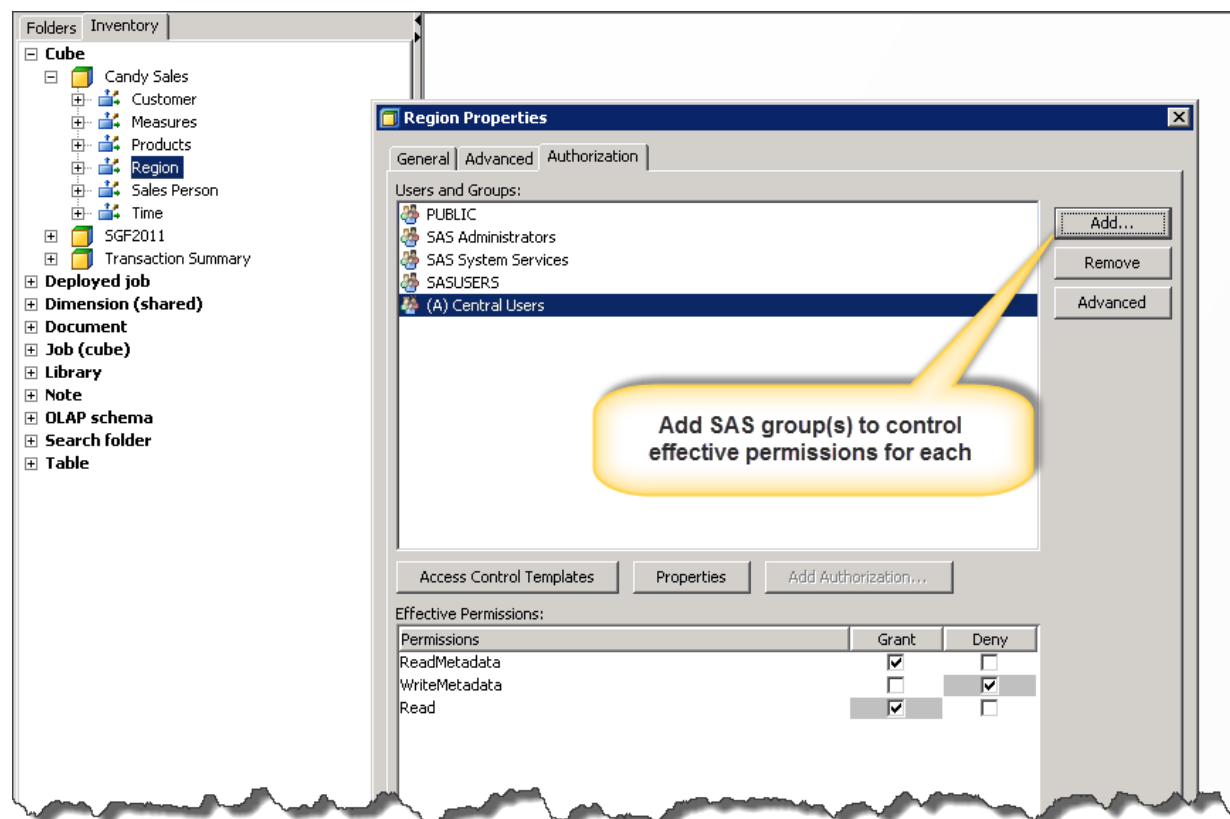 Folders Inventory
Cube
Candy Sales
Customer
Measures
Products
Region
Sales Person
Time
SGF2011
Transaction Summary
Deployed job
Dimension (shared)
Document
Job (cube)
Library
Note
OLAP schema
Search folder
Table
Region Properties
General Advanced Authorization
Users and Groups:
PUBLIC
SAS Administrators
SAS System Services
SASUSERS
(A) Central Users
Add...
Remove
Advanced
Add SAS group(s) to control
effective permissions for each
Access Control Templates Properties Add Authorization...
Effective Permissions:
Permissions Grant Deny
ReadMetadata
WriteMetadata
Read